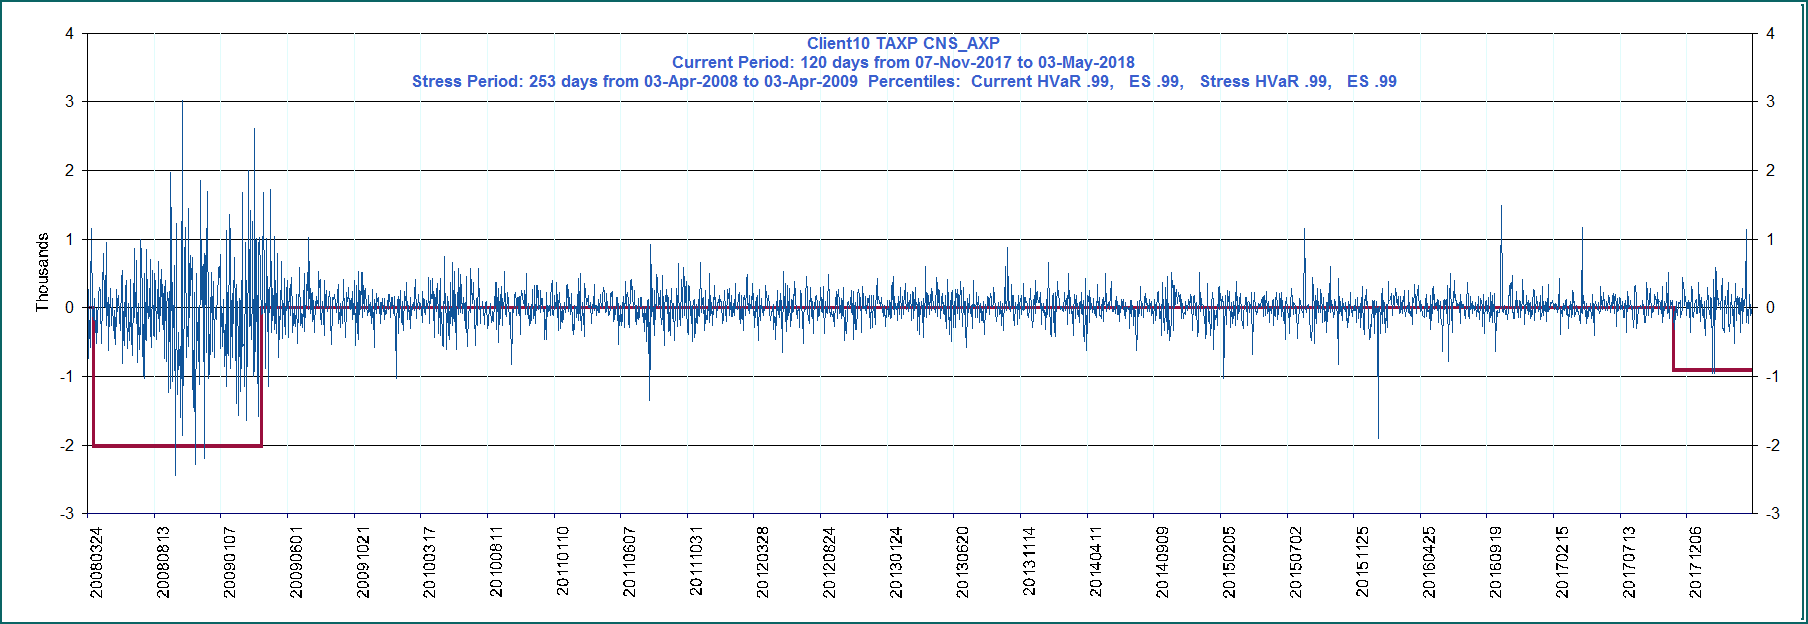 Client10 TAXP CNS_AXP
Current Period: 120 days from 07-Nov-2017 to 03-May-2018
Stress Period: 253 days from 03-Apr-2008 to 03-Apr-2009  Percentiles:  Current HVaR .99,   ES .99,   Stress HVaR .99,   ES .99
4 4
3 3
2 2
1 1
Thousands
0 0
-1 -1
-2 -2
-3 -3
20080324 20080813 20090107 20090601 20091021 20100317 20100811 20110110 20110607 20111031 20120328 20120824 20130124 20130620 20131114 20140411 20140909 20150205 20150702 20151125 20160425 20160919 20170215 20170713 20171206